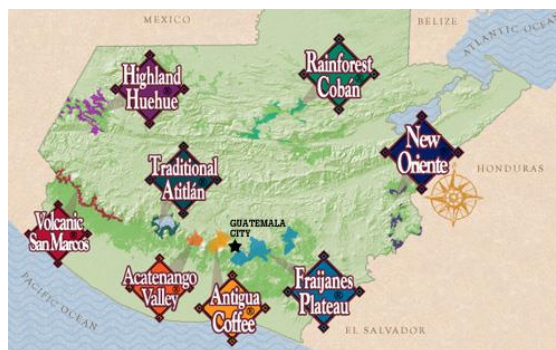 MEXICO
BELIZE
ATLANTIC OCEAN
Highland
Huehue®
Rainforest
Cobán®
New
Oriente®
HONDURAS
Traditional
Atitlán®
Volcanic
San Marcos
GUATEMALA
CITY
Acatenango
Valley®
Antigua
Coffee®
Fraijanes
Plateau®
PACIFIC OCEAN
EL SALVADOR